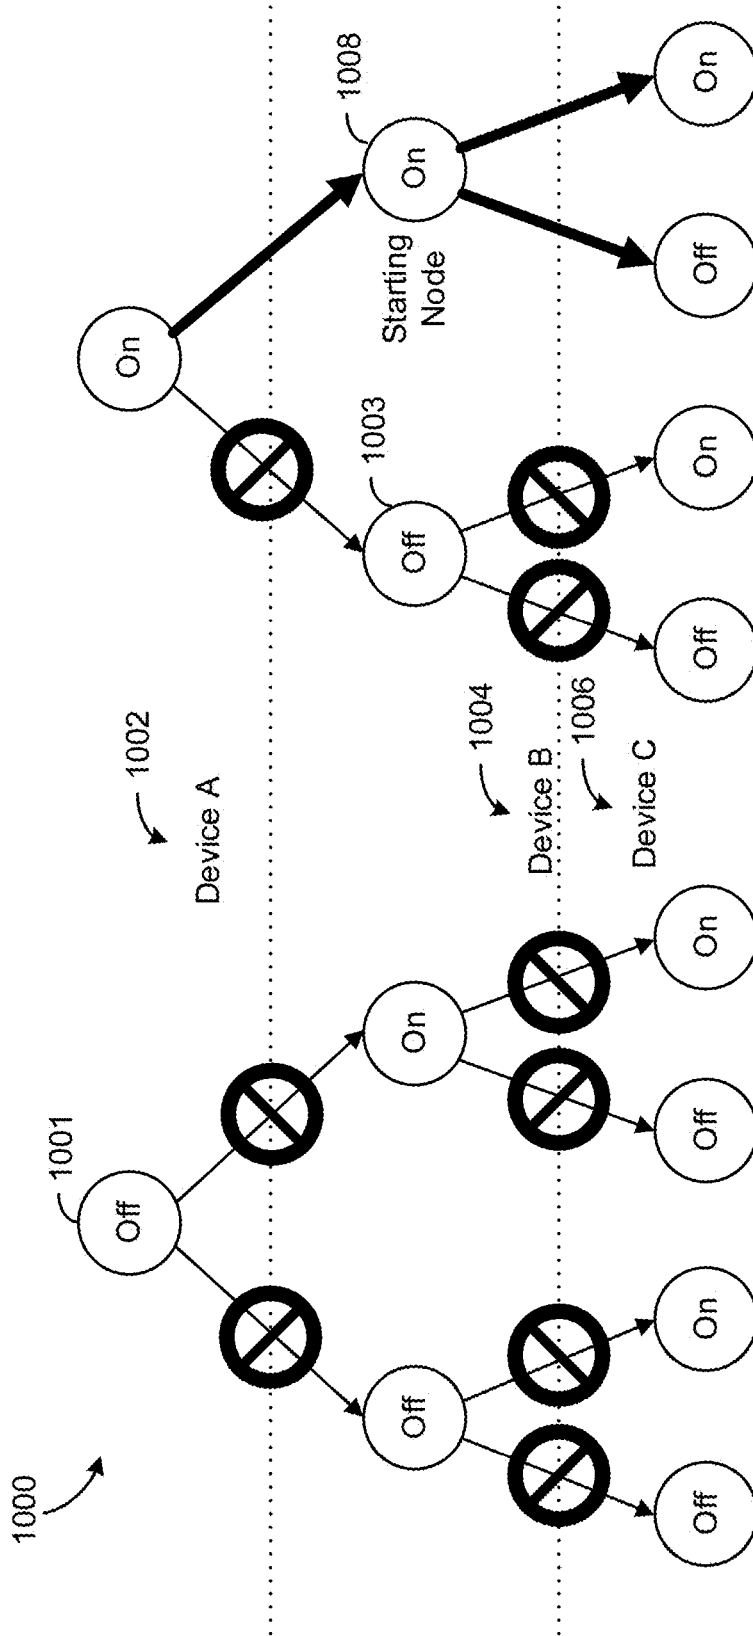 1000
1001
Off
On
1002
Device A
Off
On
Off
1003
Starting
Node
On
1008
1004
Device B
1006
Device C
Off
On
Off
On
Off
On
Off
On